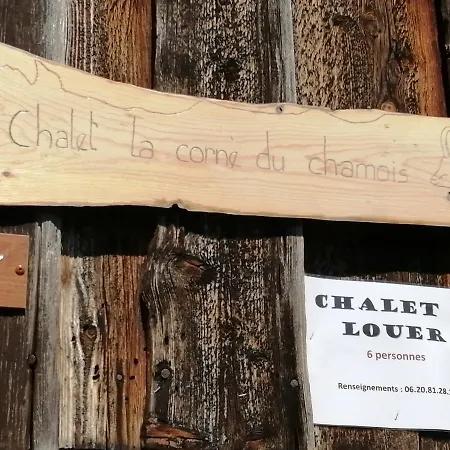 Chalet la corne du chamois
CHALET
LOUER
6 personnes
Renseignements : 06.20.81.28.